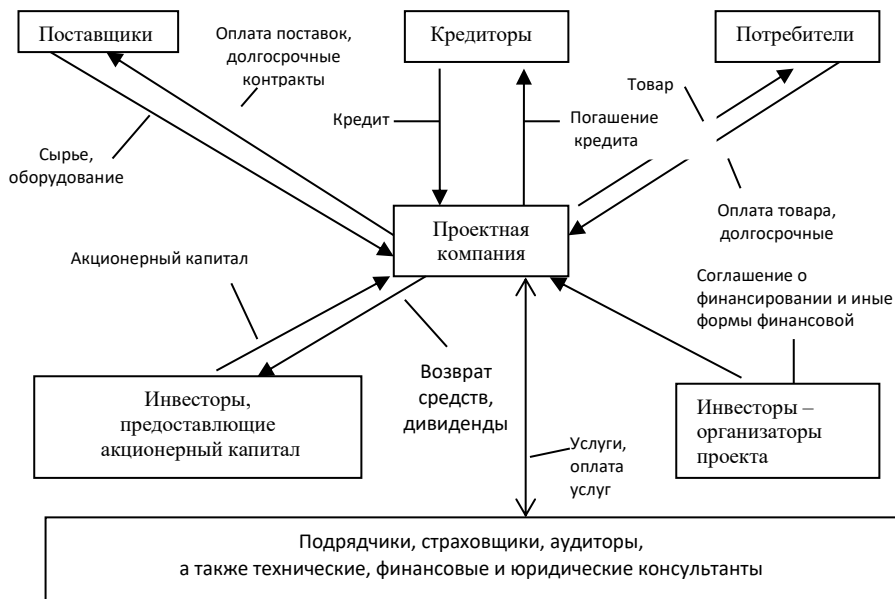 Поставщики
Оплата поставок,
долгосрочные
контракты
Кредиторы
Потребители
Товар
Кредит
Погашение
кредита
Сырье,
оборудование
Проектная
компания
Оплата товара,
долгосрочные
Акционерный капитал
Соглашение о
финансировании и иные
формы финансовой
Возврат
средств,
дивиденды
Инвесторы,
предоставлющие
акционерный капитал
Инвесторы –
организаторы
проекта
Услуги,
оплата
услуг
Подрядчики, страховщики, аудиторы,
а также технические, финансовые и юридические консультанты